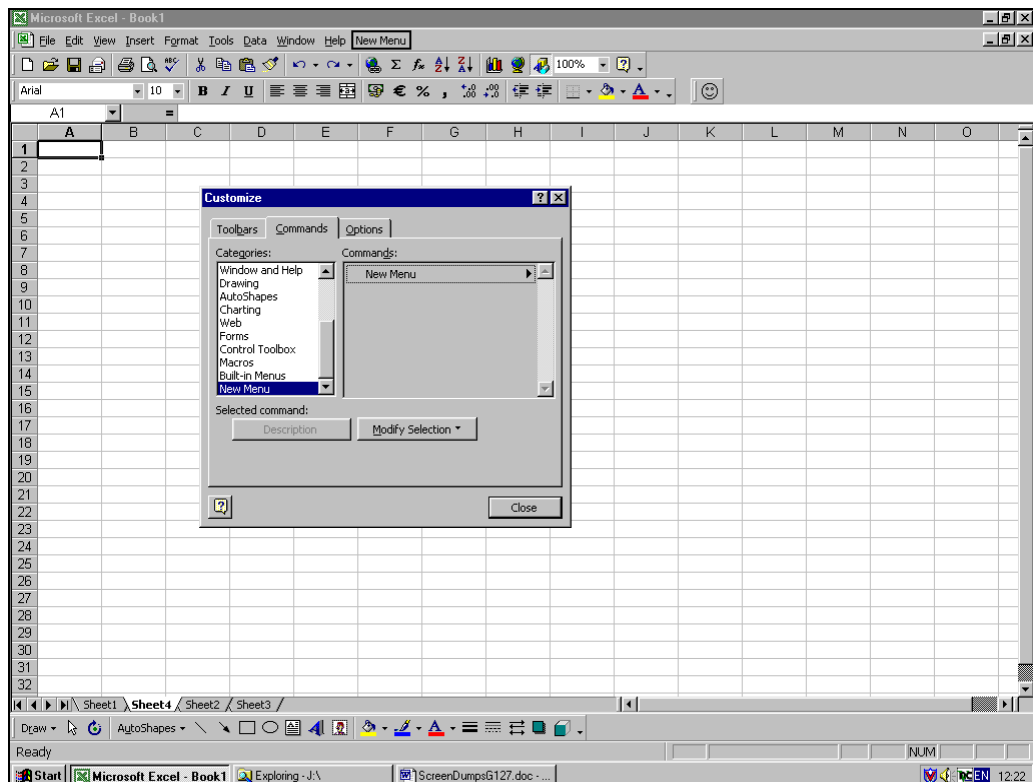 Microsoft Excel - Book1
File Edit View Insert Format Tools Data Window Help New Menu
ABC Σ fx 100%
Arial 10 B I U € % , A
A1 =
A B C D E F G H I J K L M N O
1
2
3
4
5
6
7
8
9
10
11
12
13
14
15
16
17
18
19
20
21
22
23
24
25
26
27
28
29
30
31
32
Customize
Toolbars Commands Options
Categories: Commands:
Window and Help
Drawing
AutoShapes
Charting
Web
Forms
Control Toolbox
Macros
Built-in Menus
New Menu
New Menu
Selected command:
Description Modify Selection
Close
Sheet1 Sheet4 Sheet2 Sheet3
Draw AutoShapes A
Ready NUM
Start Microsoft Excel - Book1 Exploring - J:\ ScreenDumpsG127.doc - ... EN 12:22